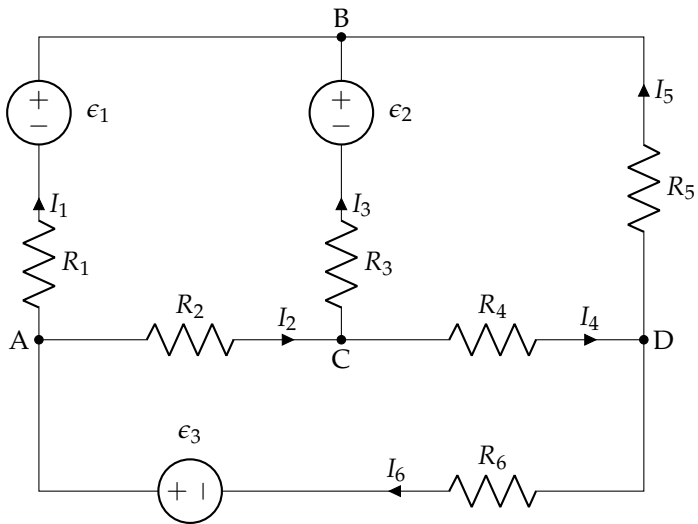 B
+
−
ϵ₁
+
−
ϵ₂
I₅
I₁
I₃
R₅
R₁
R₃
R₂
R₄
I₂
I₄
A
C
D
ϵ₃
I₆
R₆
+ −